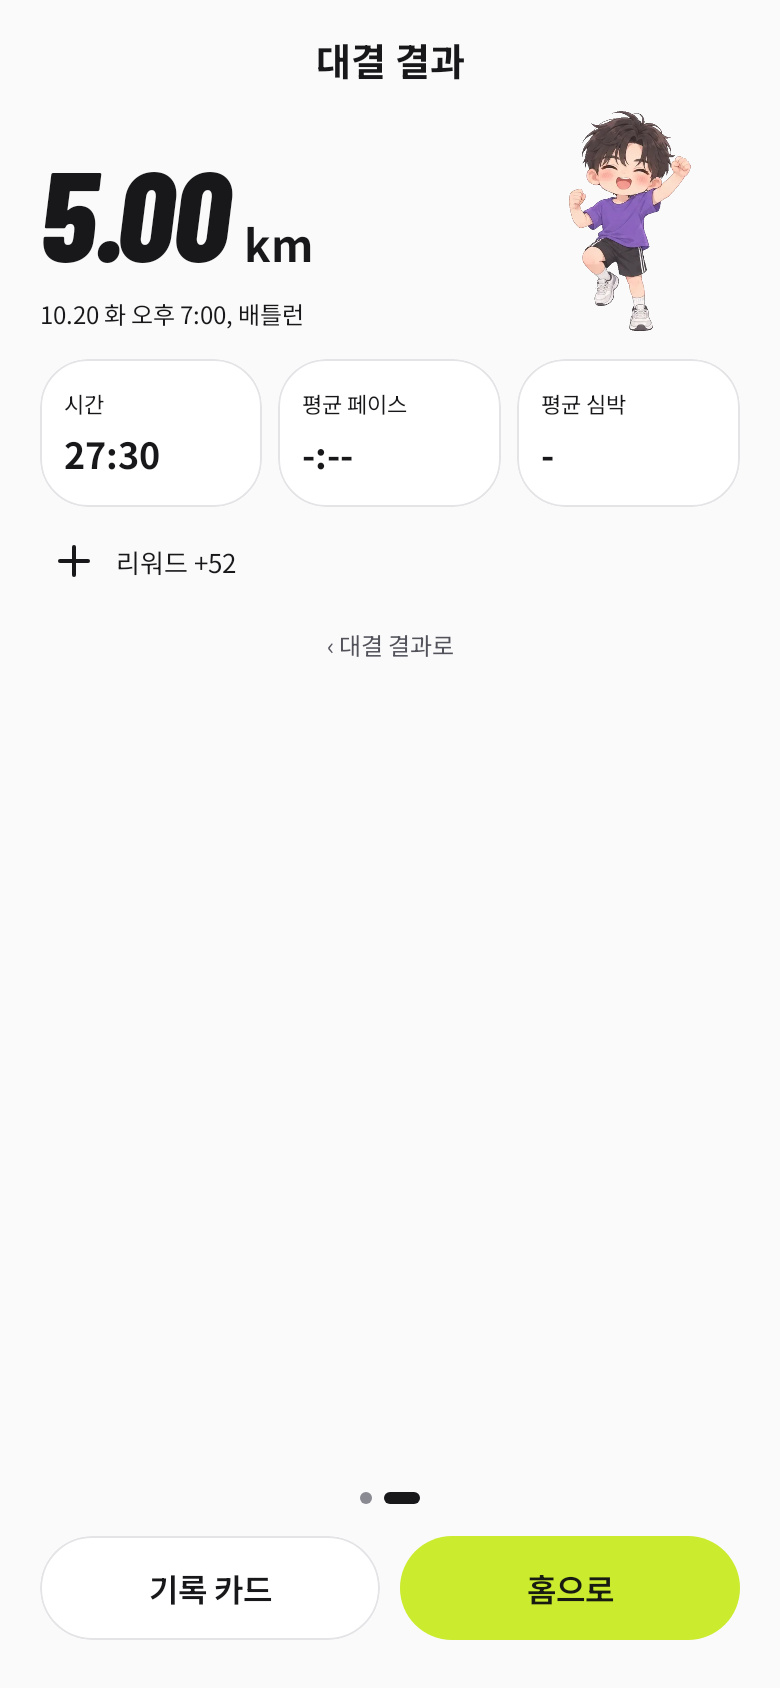 대결 결과
5.00 km
10.20 화 오후 7:00, 배틀런
시간
27:30
평균 페이스
-:--
평균 심박
-
리워드 +52
‹ 대결 결과로
기록 카드
홈으로